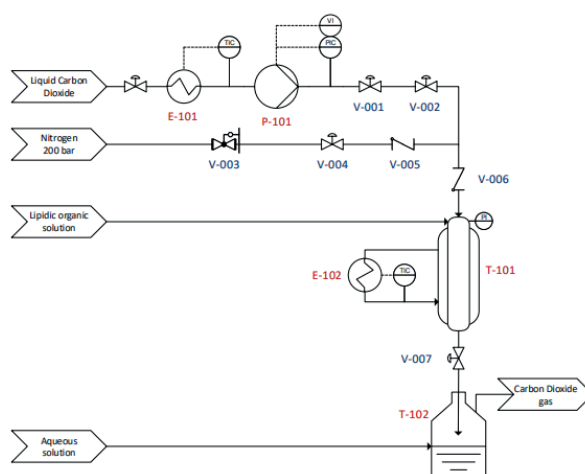 VI
TIC
PIC
Liquid Carbon
Dioxide
E-101
P-101
V-001
V-002
Nitrogen
200 bar
V-003
V-004
V-005
V-006
Lipidic organic
solution
PI
E-102
TIC
T-101
V-007
T-102
Carbon Dioxide
gas
Aqueous
solution